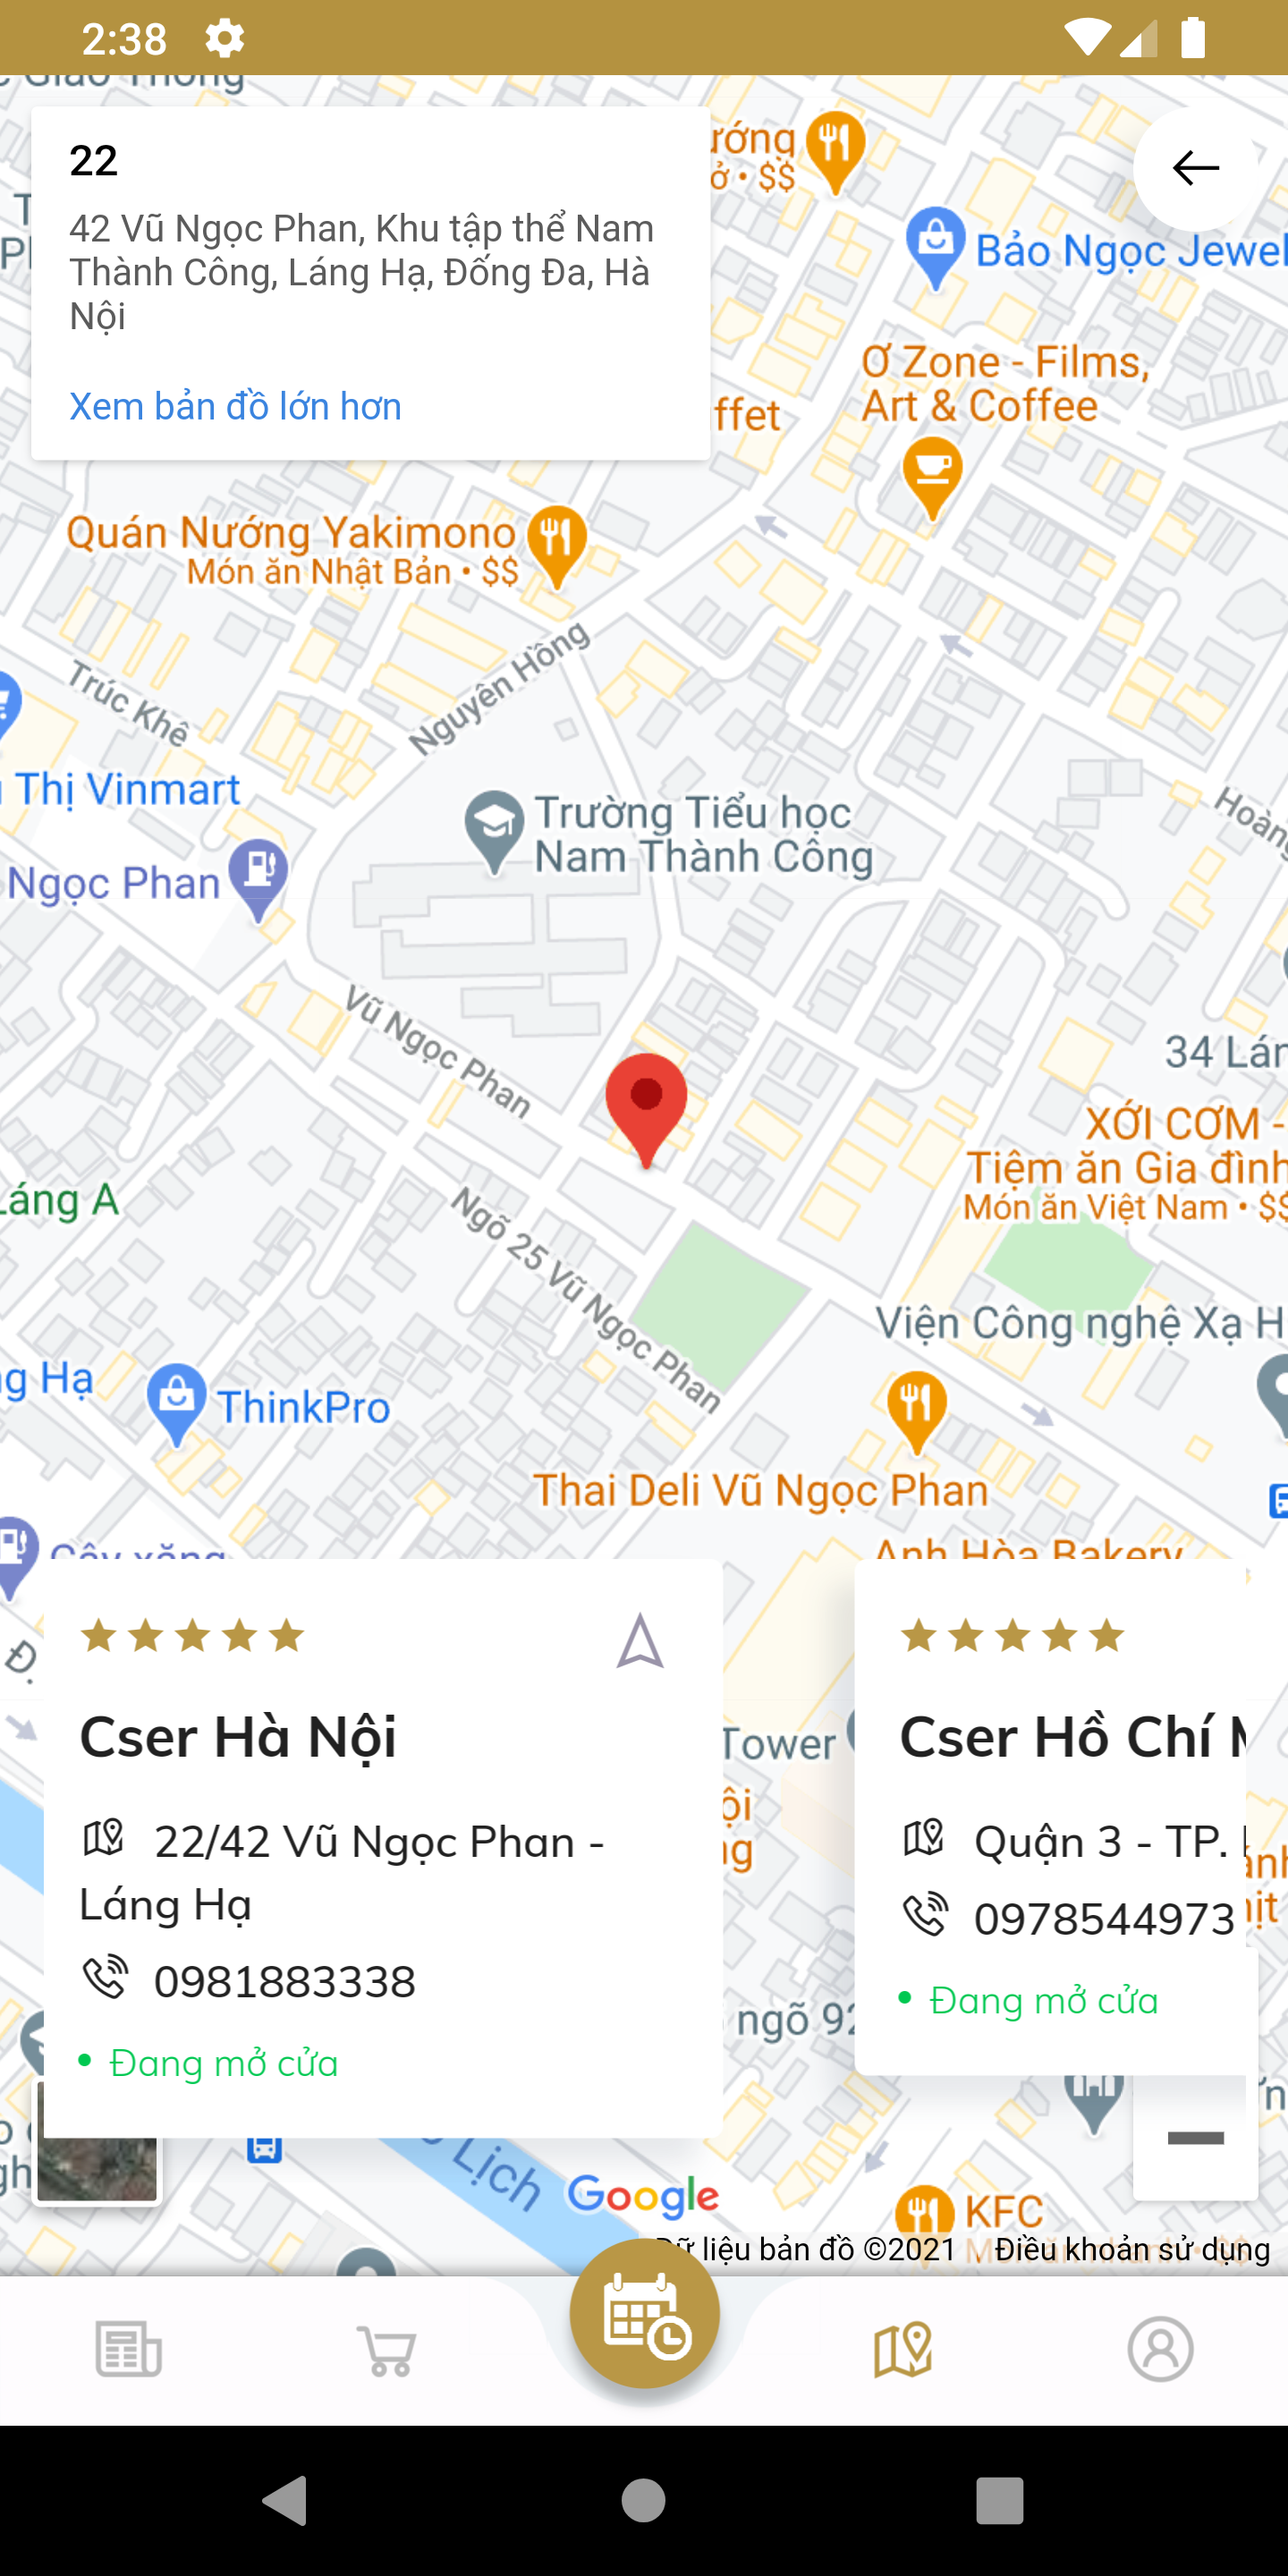 2:38
22
42 Vũ Ngọc Phan, Khu tập thể Nam
Thành Công, Láng Hạ, Đống Đa, Hà
Nội
Xem bản đồ lớn hơn
$$
Bảo Ngọc Jewel
Ơ Zone - Films,
Art & Coffee
Quán Nướng Yakimono
Món ăn Nhật Bản • $$
Nguyên Hồng
Trúc Khê
Thị Vinmart
Trường Tiểu học
Nam Thành Công
Ngọc Phan
Vũ Ngọc Phan
34 Lán
XỚI CƠM -
Tiệm ăn Gia đình
Món ăn Việt Nam • $$
Láng A
Ngõ 25 Vũ Ngọc Phan
Viện Công nghệ Xạ H
Hạ
ThinkPro
Thai Deli Vũ Ngọc Phan
Anh Hòa Bakery
Cây xăng
Cser Hà Nội
22/42 Vũ Ngọc Phan -
Láng Hạ
0981883338
Đang mở cửa
Tower
Cser Hồ Chí M
Quận 3 - TP.
0978544973
Đang mở cửa
ngõ 92
Lịch
Google
KFC
Dữ liệu bản đồ ©2021
Điều khoản sử dụng